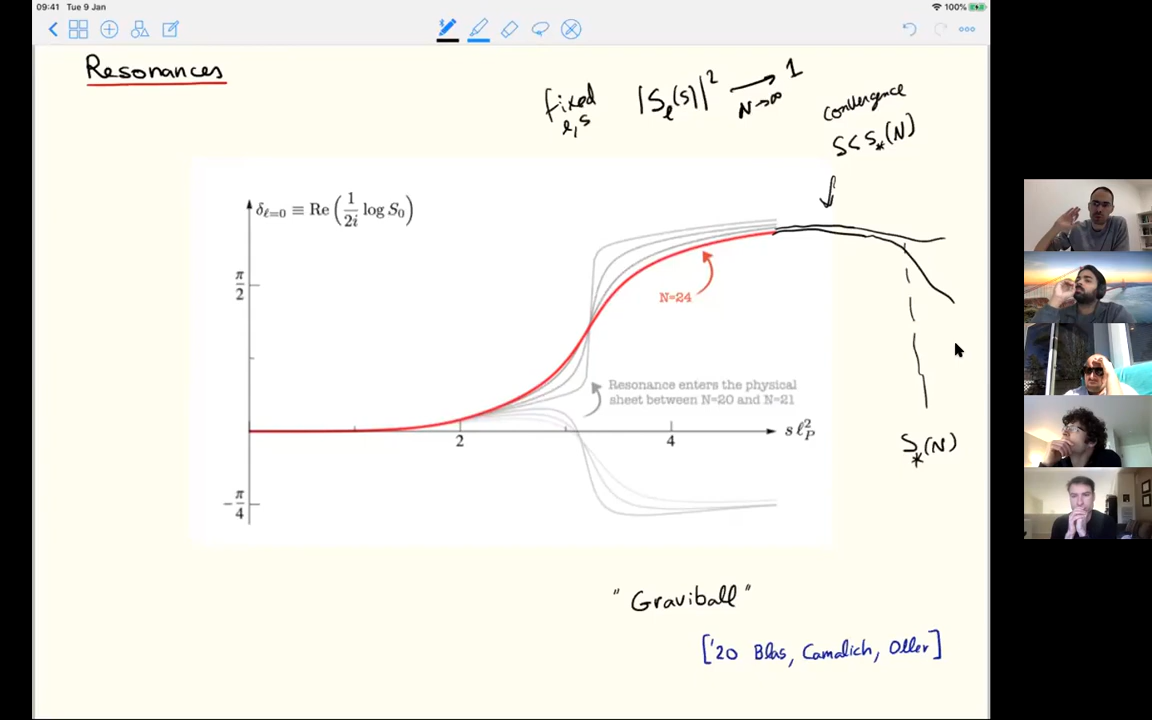 09:41 Tue 9 Jan
100%
Resonances
fixed
ℓ, s
|Sℓ(s)|² → 1
N→∞
convergence
S < S*(N)
δℓ=0 ≡ Re(1/2i log S0)
π/2
N=24
Resonance enters the physical
sheet between N=20 and N=21
2
4
s ℓ²P
-π/4
S*(N)
"Graviball"
['20 Blas, Camalich, Oller]